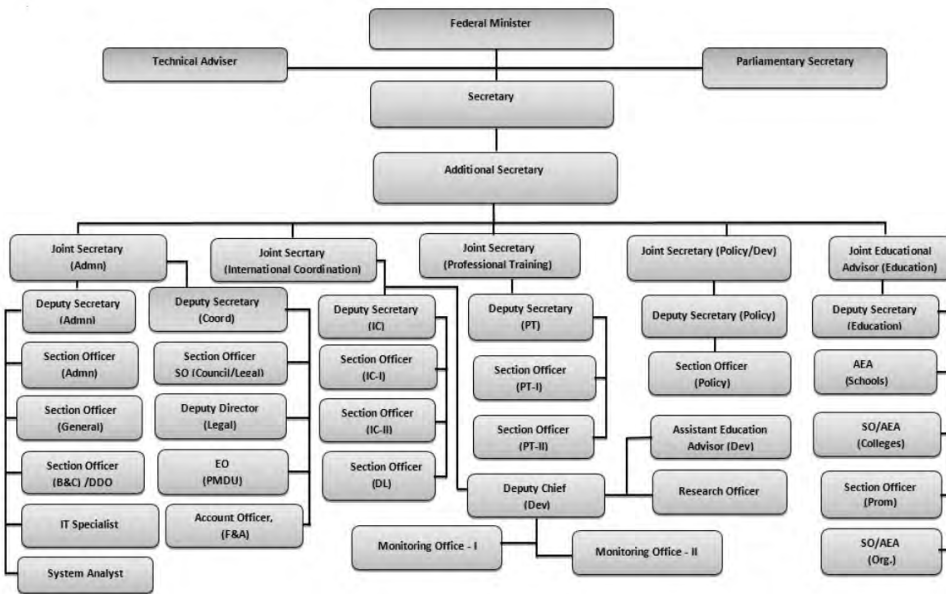 Federal Minister
Technical Adviser
Parliamentary Secretary
Secretary
Additional Secretary
Joint Secretary
(Admn)
Joint Sectary
(International Coordination)
Joint Secretary
(Professional Training)
Joint Secretary (Policy/Dev)
Joint Educational
Advisor (Education)
Deputy Secretary
(Admn)
Deputy Secretary
(Coord)
Deputy Secretary
(IC)
Deputy Secretary
(PT)
Deputy Secretary (Policy)
Deputy Secretary
(Education)
Section Officer
(Admn)
Section Officer
SO (Council/Legal)
Section Officer
(IC-I)
Section Officer
(PT-I)
Section Officer
(Policy)
AEA
(Schools)
Section Officer
(General)
Deputy Director
(Legal)
Section Officer
(IC-II)
Section Officer
(PT-II)
Assistant Education
Advisor (Dev)
SO/AEA
(Colleges)
Section Officer
(B&C) /DDO
EO
(PMDU)
Section Officer
(DL)
Deputy Chief
(Dev)
Research Officer
Section Officer
(Prom)
IT Specialist
Account Officer,
(F&A)
Monitoring Office - I
Monitoring Office - II
SO/AEA
(Org.)
System Analyst